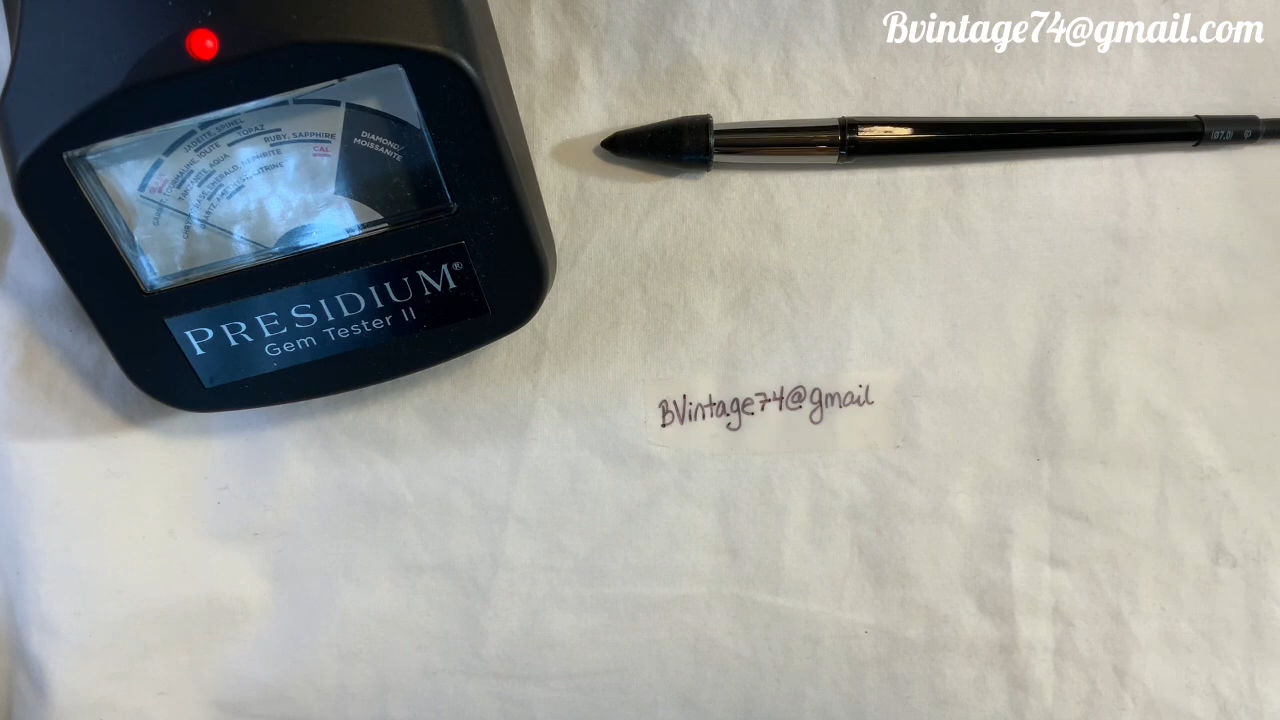 Bvintage74@gmail.com
JADEITE, SPINEL
TOPAZ
RUBY, SAPPHIRE
CAL
DIAMOND/
MOISSANITE
PRESIDIUM®
Gem Tester II
BVintage74@gmail